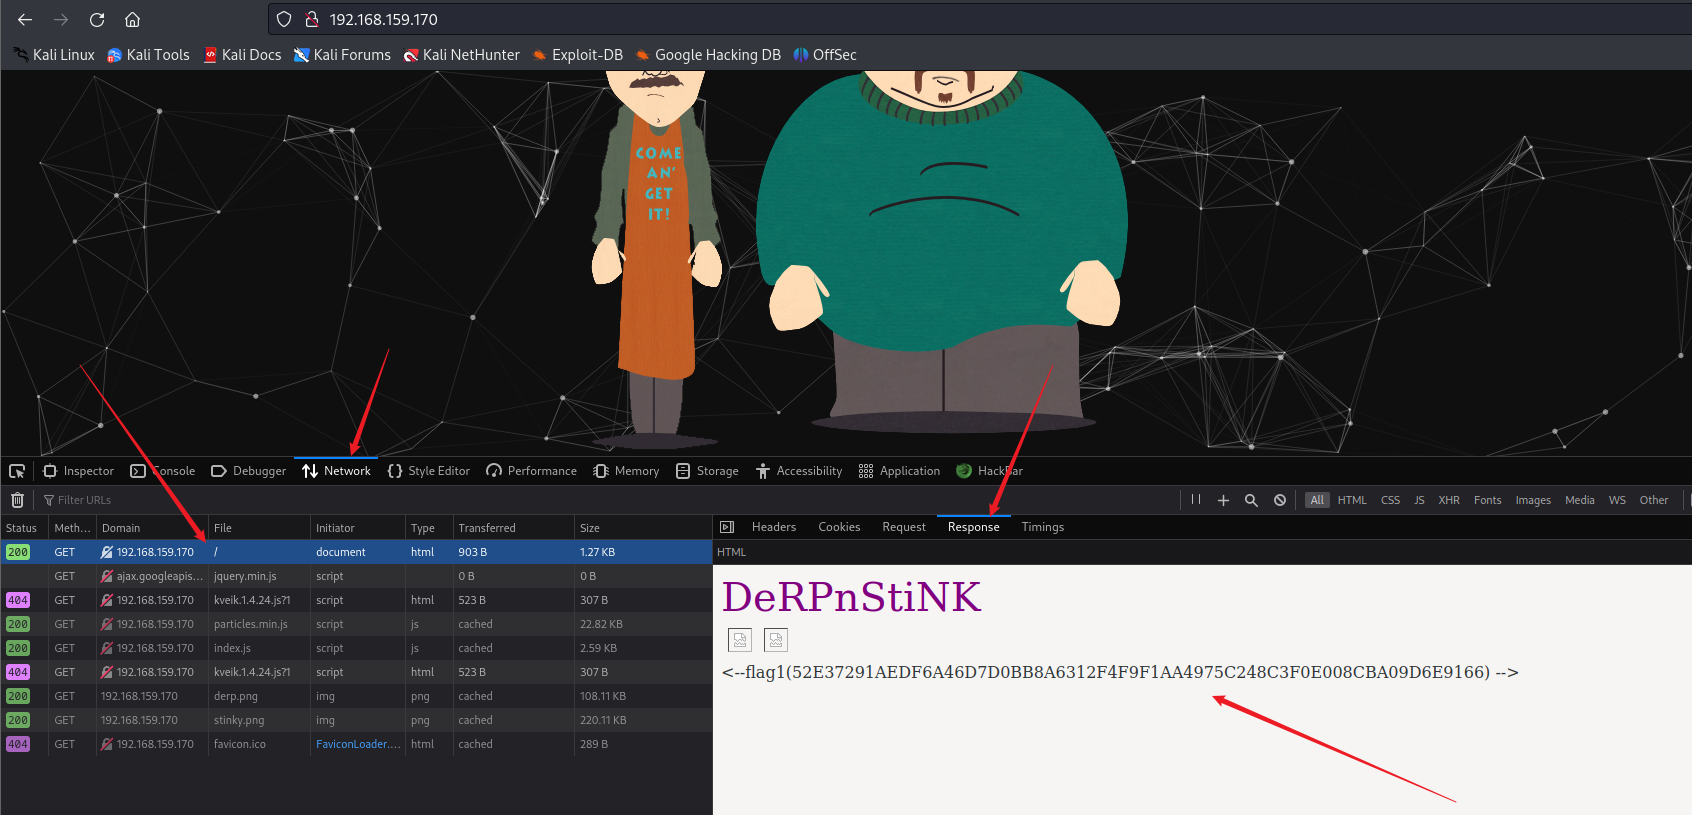 192.168.159.170
Kali Linux Kali Tools Kali Docs Kali Forums Kali NetHunter Exploit-DB Google Hacking DB OffSec
COME
AN'
GET
IT!
Inspector Console Debugger Network Style Editor Performance Memory Storage Accessibility Application HackBar
Filter URLs
All HTML CSS JS XHR Fonts Images Media WS Other
Status Meth... Domain File Initiator Type Transferred Size
200 GET 192.168.159.170 / document html 903 B 1.27 KB
GET ajax.googleapis... jquery.min.js script 0 B 0 B
404 GET 192.168.159.170 kveik.1.4.24.js?1 script html 523 B 307 B
200 GET 192.168.159.170 particles.min.js script js cached 22.82 KB
200 GET 192.168.159.170 index.js script js cached 2.59 KB
404 GET 192.168.159.170 kveik.1.4.24.js?1 script html 523 B 307 B
200 GET 192.168.159.170 derp.png img png cached 108.11 KB
200 GET 192.168.159.170 stinky.png img png cached 220.11 KB
404 GET 192.168.159.170 favicon.ico FaviconLoader.... html cached 289 B
Headers Cookies Request Response Timings
HTML
DeRPnStiNK
<--flag1(52E37291AEDF6A46D7D0BB8A6312F4F9F1AA4975C248C3F0E008CBA09D6E9166) -->